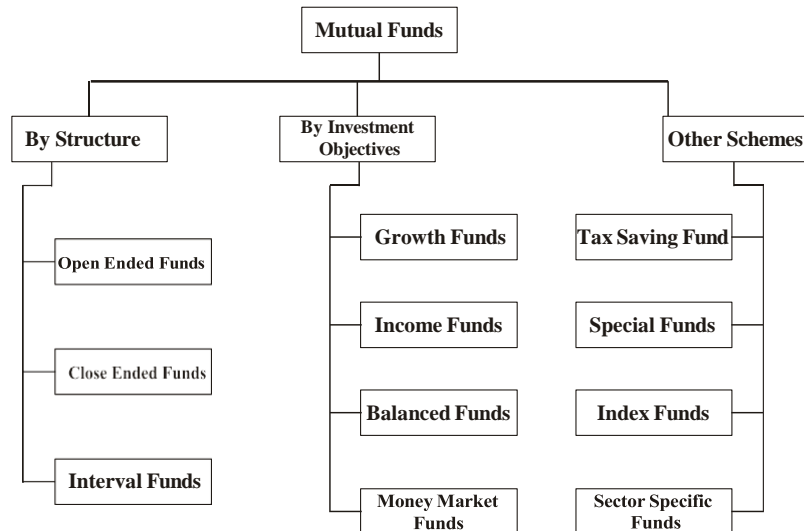 Mutual Funds
By Structure
By Investment
Objectives
Other Schemes
Open Ended Funds
Close Ended Funds
Interval Funds
Growth Funds
Income Funds
Balanced Funds
Money Market
Funds
Tax Saving Fund
Special Funds
Index Funds
Sector Specific
Funds